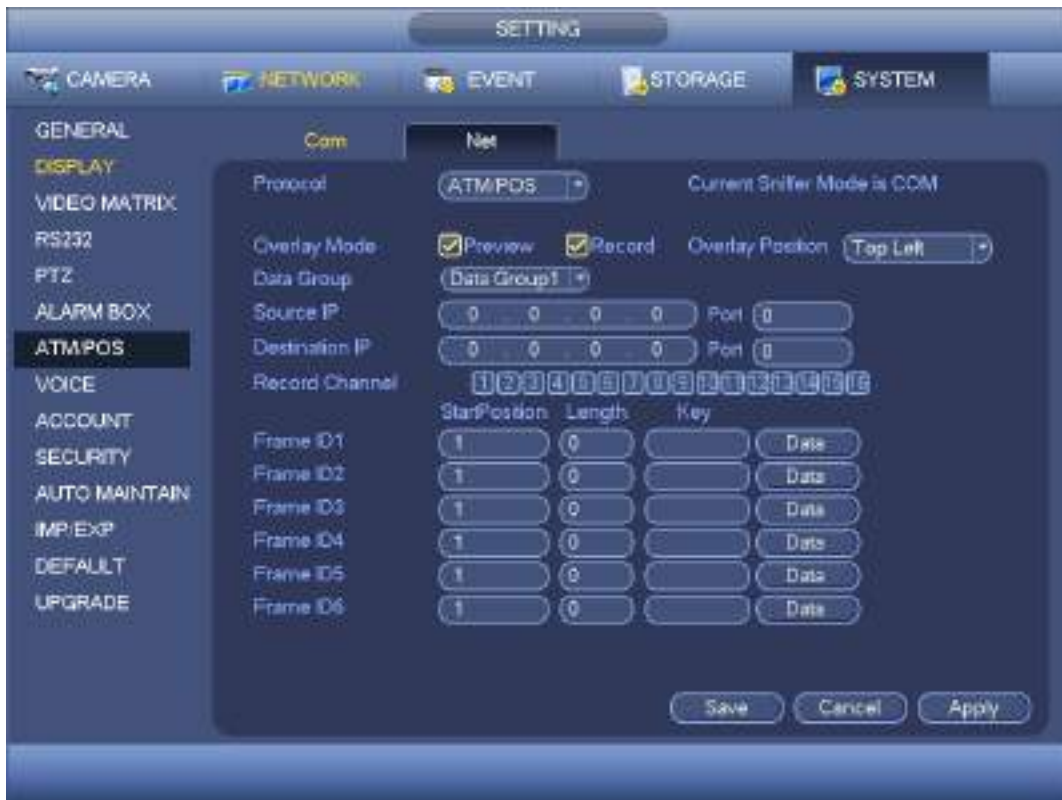 SETTING
CAMERA NETWORK EVENT STORAGE SYSTEM
GENERAL
DISPLAY
VIDEO MATRIX
RS232
PTZ
ALARM BOX
ATM/POS
VOICE
ACCOUNT
SECURITY
AUTO MAINTAIN
IMP/EXP
DEFAULT
UPGRADE
Com Net
Protocol ATM/POS Current Sniffer Mode is COM
Overlay Mode Preview Record Overlay Position Top Left
Data Group Data Group1
Source IP 0 . 0 . 0 . 0 Port 0
Destination IP 0 . 0 . 0 . 0 Port 0
Record Channel 1 2 3 4 5 6 7 8 9 10 11 12 13 14 15 16
StartPosition Length Key
Frame ID1 1 0 Data
Frame ID2 1 0 Data
Frame ID3 1 0 Data
Frame ID4 1 0 Data
Frame ID5 1 0 Data
Frame ID6 1 0 Data
Save Cancel Apply